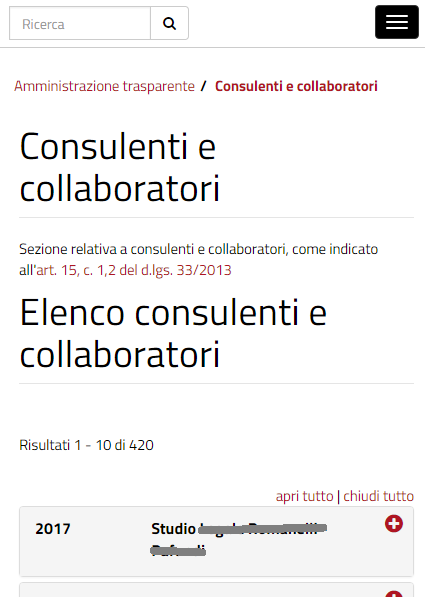 Ricerca
Amministrazione trasparente / Consulenti e collaboratori
Consulenti e
collaboratori
Sezione relativa a consulenti e collaboratori, come indicato
all'art. 15, c. 1,2 del d.lgs. 33/2013
Elenco consulenti e
collaboratori
Risultati 1 - 10 di 420
apri tutto | chiudi tutto
2017 Studio